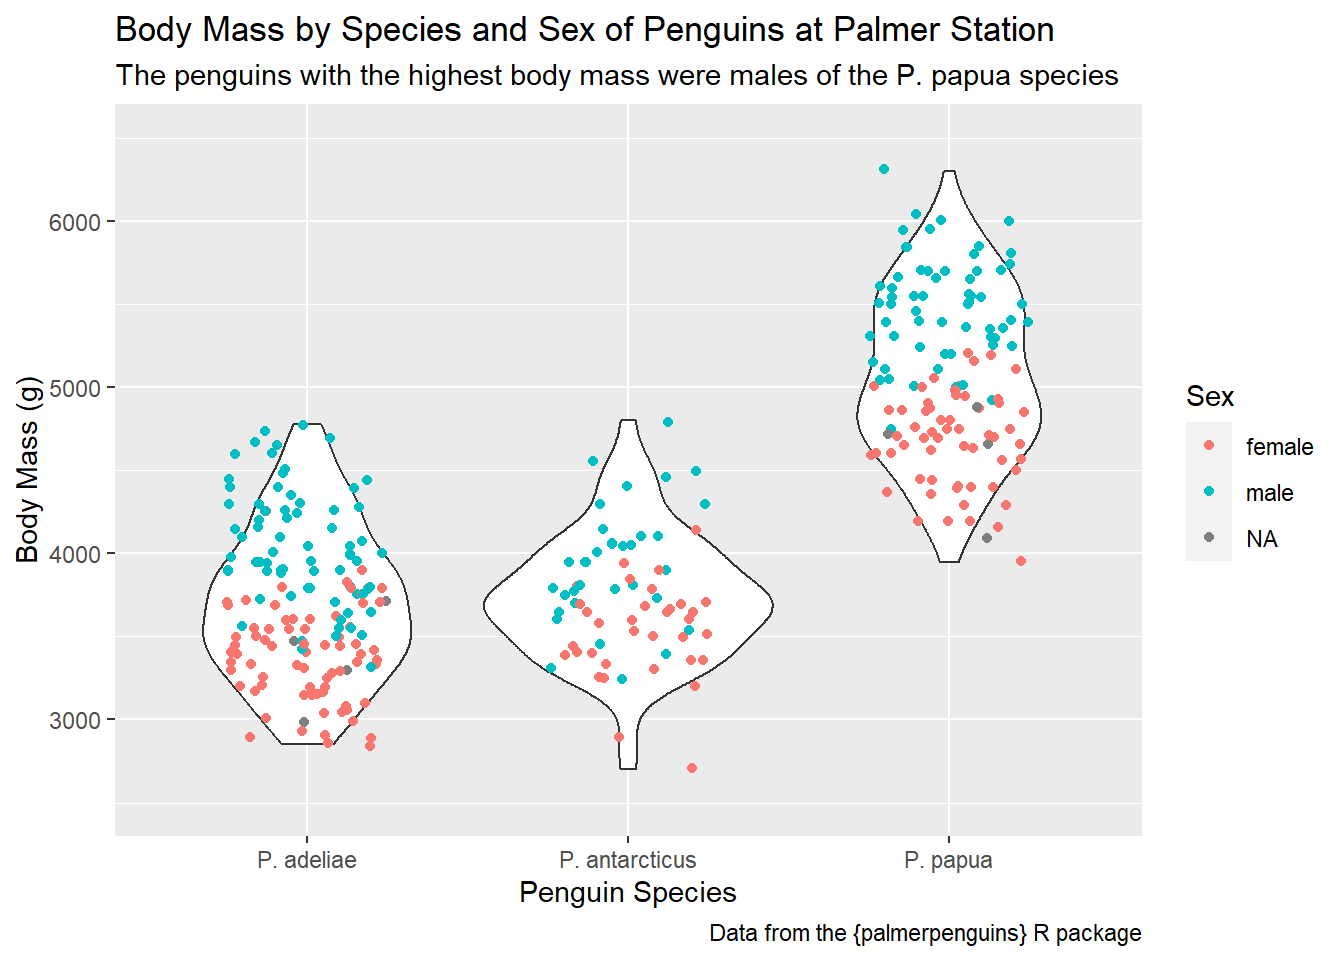 Body Mass by Species and Sex of Penguins at Palmer Station
The penguins with the highest body mass were males of the P. papua species
Body Mass (g)
6000
5000
4000
3000
P. adeliae
P. antarcticus
P. papua
Penguin Species
Sex
female
male
NA
Data from the {palmerpenguins} R package